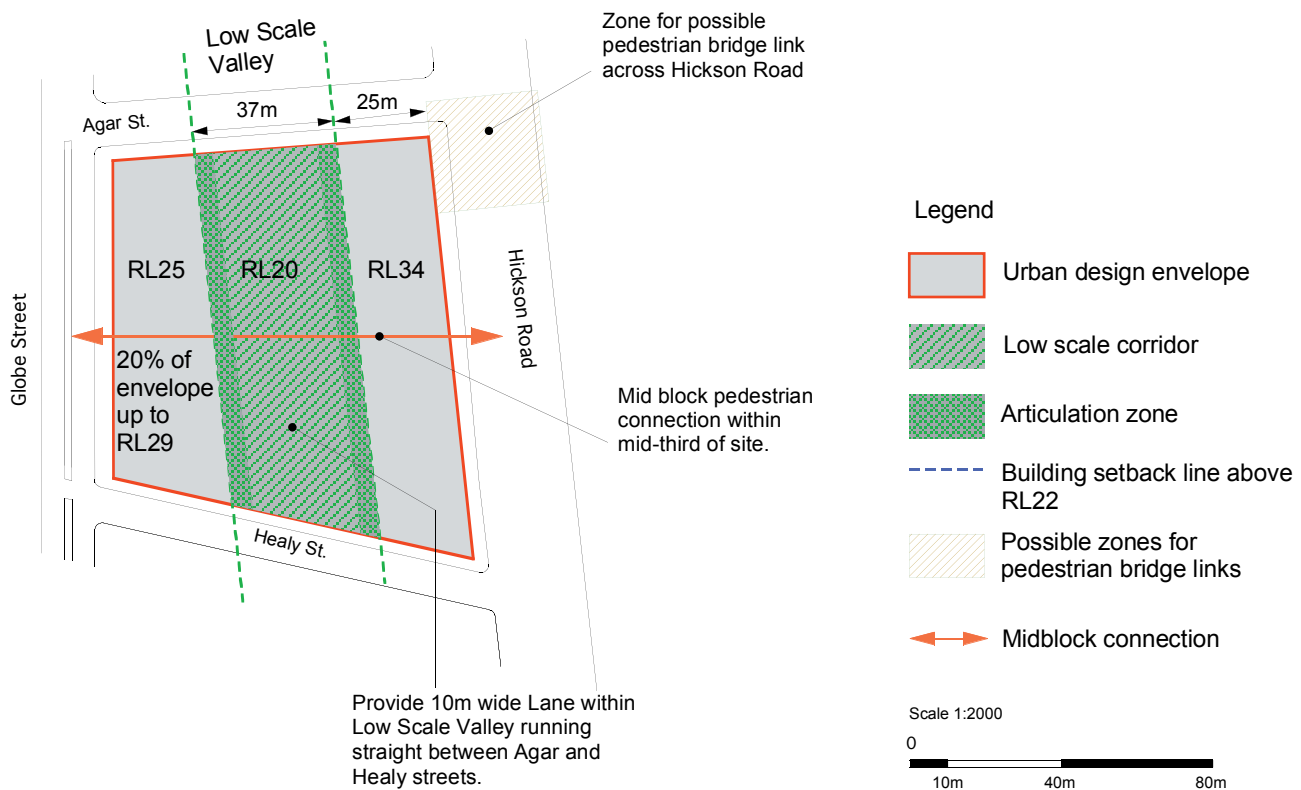 Low Scale
Valley
Zone for possible
pedestrian bridge link
across Hickson Road
37m
25m
Agar St.
Globe Street
RL25
RL20
RL34
Hickson Road
20% of
envelope
up to
RL29
Mid block pedestrian
connection within
mid-third of site.
Healy St.
Provide 10m wide Lane within
Low Scale Valley running
straight between Agar and
Healy streets.
Legend
Urban design envelope
Low scale corridor
Articulation zone
Building setback line above
RL22
Possible zones for
pedestrian bridge links
Midblock connection
Scale 1:2000
0
10m
40m
80m